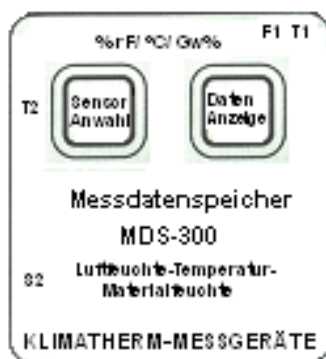 F1 T1
%rF/ °C/ Gw%
T2
Sensor Anwahl
Daten Anzeige
Messdatenspeicher
MDS-300
S2
Luftfeuchte-Temperatur-
Materialfeuchte
KLIMATHERM-MESSGERÄTE